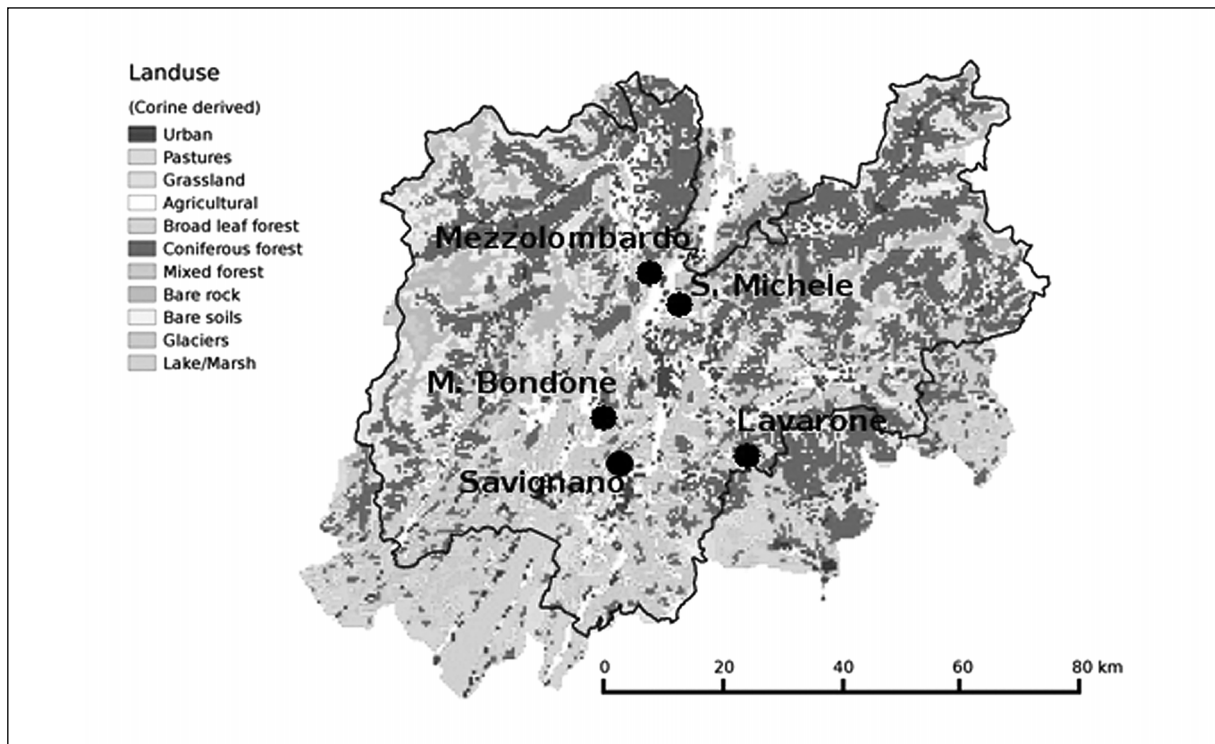 Landuse
(Corine derived)
Urban
Pastures
Grassland
Agricultural
Broad leaf forest
Coniferous forest
Mixed forest
Bare rock
Bare soils
Glaciers
Lake/Marsh
Mezzolombardo
S. Michele
M. Bondone
Lavarone
Savignano
0 20 40 60 80 km